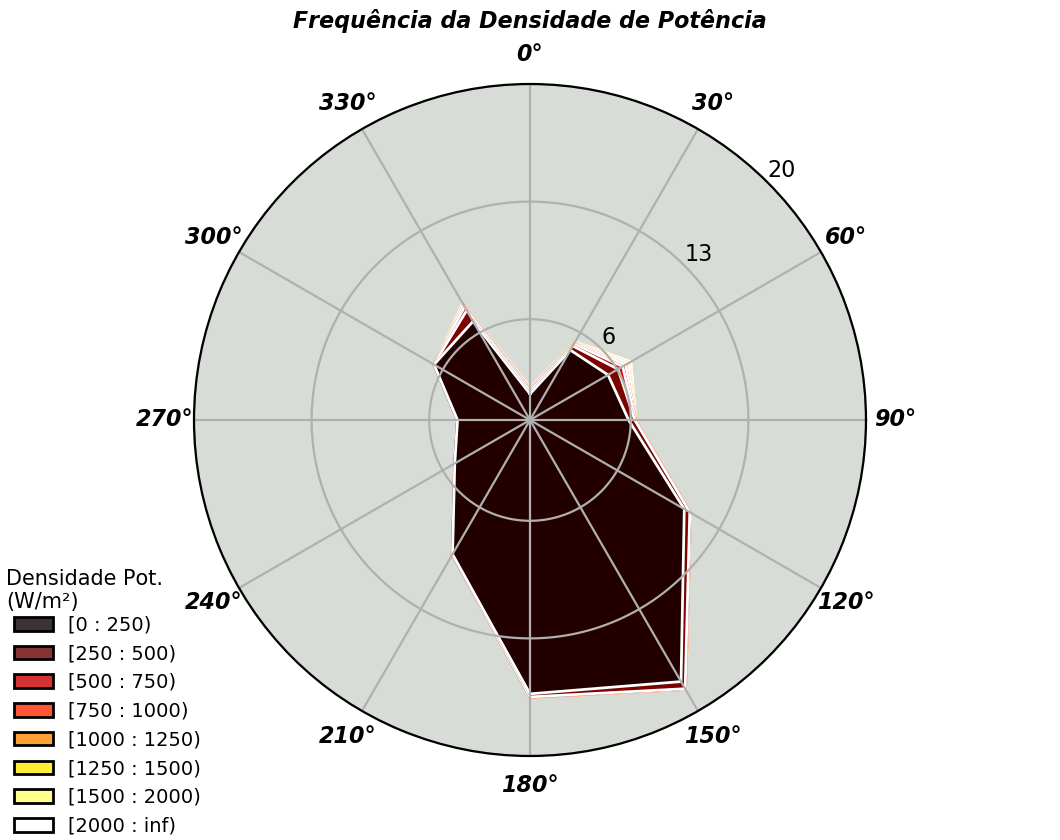 Frequência da Densidade de Potência
0°
330°
30°
20
300°
60°
13
6
270°
90°
Densidade Pot.
(W/m²)
240°
120°
[0 : 250)
[250 : 500)
[500 : 750)
[750 : 1000)
210°
150°
[1000 : 1250)
[1250 : 1500)
180°
[1500 : 2000)
[2000 : inf)